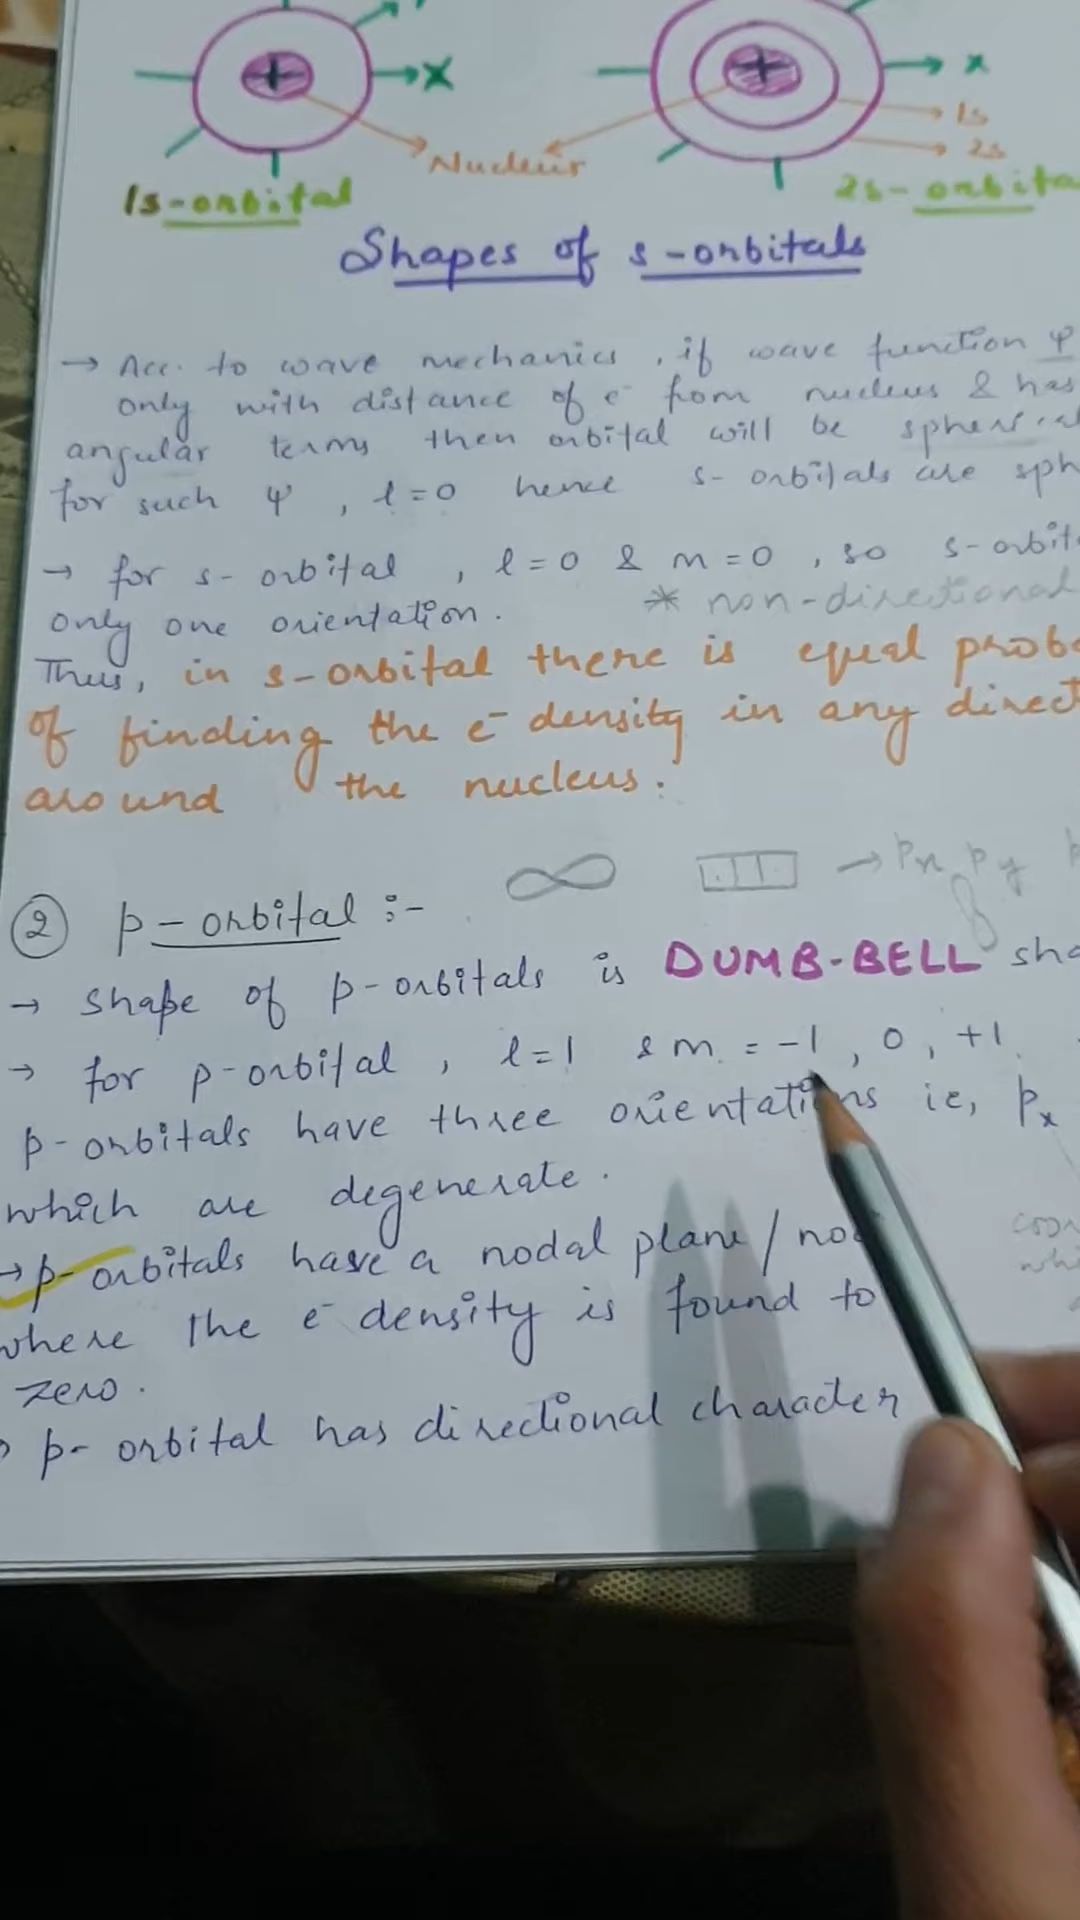 X
x
1s
Nucleus
2s
1s-orbital
2s-orbita
Shapes of s-orbitals
→ Acc. to wave mechanics, if wave function ψ
only with distance of e⁻ from nucleus & has
angular terms then orbital will be spherical
for such ψ, l=0 hence s-orbitals are sph
→ for s-orbital, l=0 & m=0, so s-orbit
only one orientation. * non-directional
Thus, in s-orbital there is equal prob
of finding the e⁻ density in any direct
around the nucleus.
→ px py
② p-orbital :-
→ shape of p-orbitals is DUMB-BELL sha
→ for p-orbital, l=1 & m = -1, 0, +1
p-orbitals have three orientations ie, px
which are degenerate.
→ p-orbitals have a nodal plane/no
where the e⁻ density is found to
zero.
p-orbital has directional character